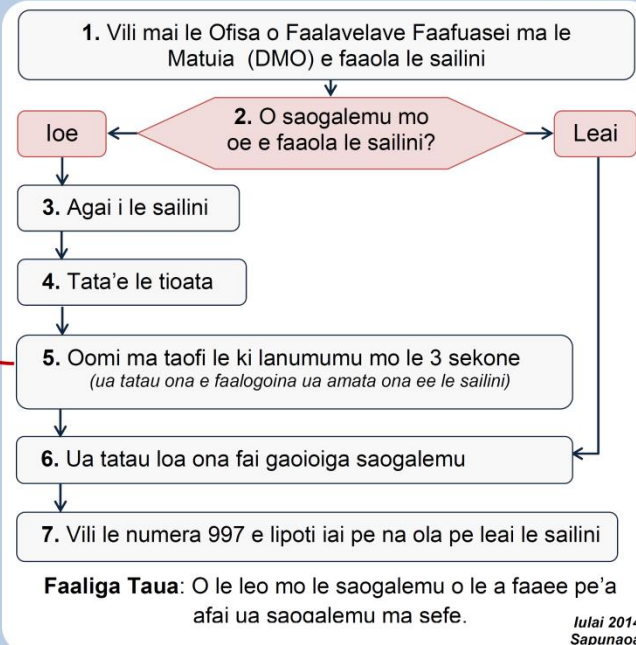 1. Vili mai le Ofisa o Faalavelave Faafuasei ma le
Matuia (DMO) e faaola le sailini
2. O saogalemu mo
oe e faaola le sailini?
Ioe
Leai
3. Agai i le sailini
4. Tata'e le tioata
5. Oomi ma taofi le ki lanumumu mo le 3 sekone
(ua tatau ona e faalogoina ua amata ona ee le sailini)
6. Ua tatau loa ona fai gaoioiga saogalemu
7. Vili le numera 997 e lipoti iai pe na ola pe leai le sailini
Faaliga Taua: O le leo mo le saogalemu o le a faaee pe'a
afai ua saogalemu ma sefe.
Iulai 2014
Sapunaoa